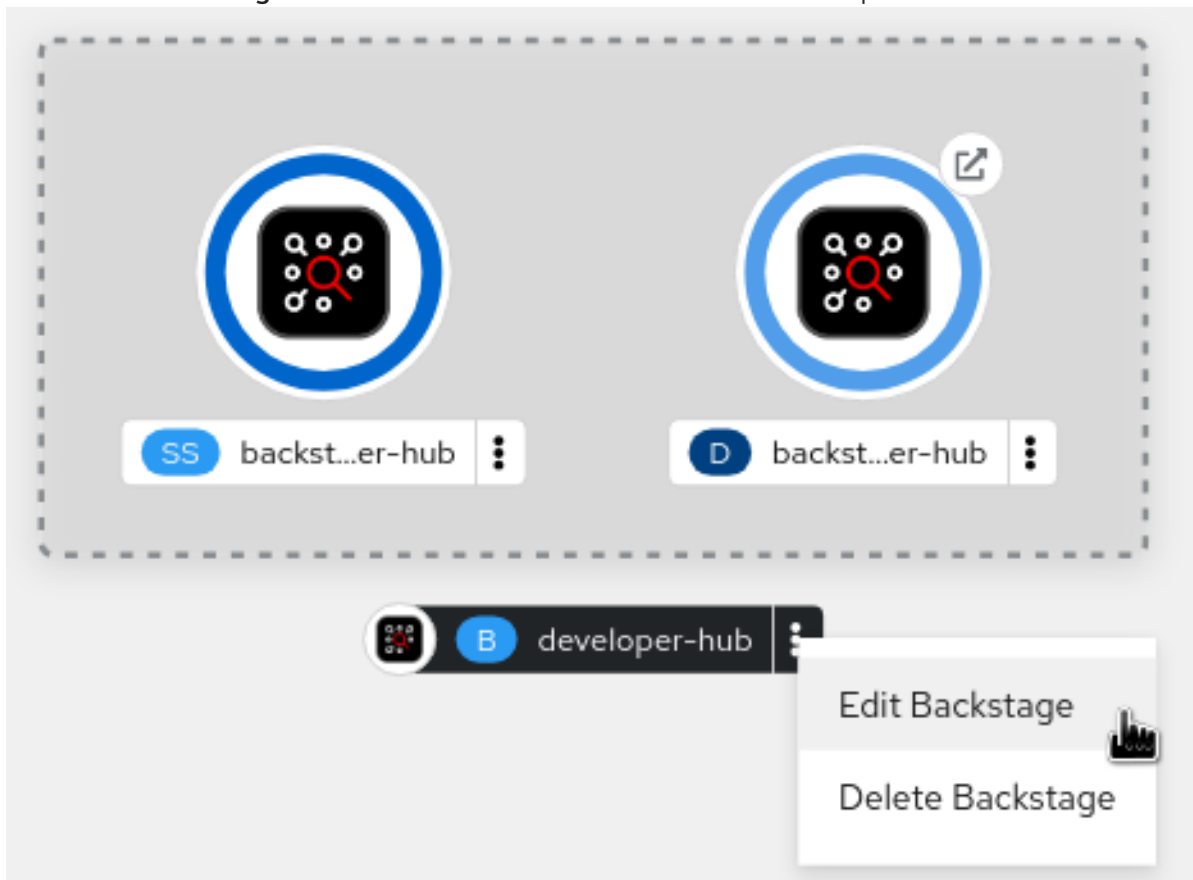 SS backst...er-hub
D backst...er-hub
B developer-hub
Edit Backstage
Delete Backstage